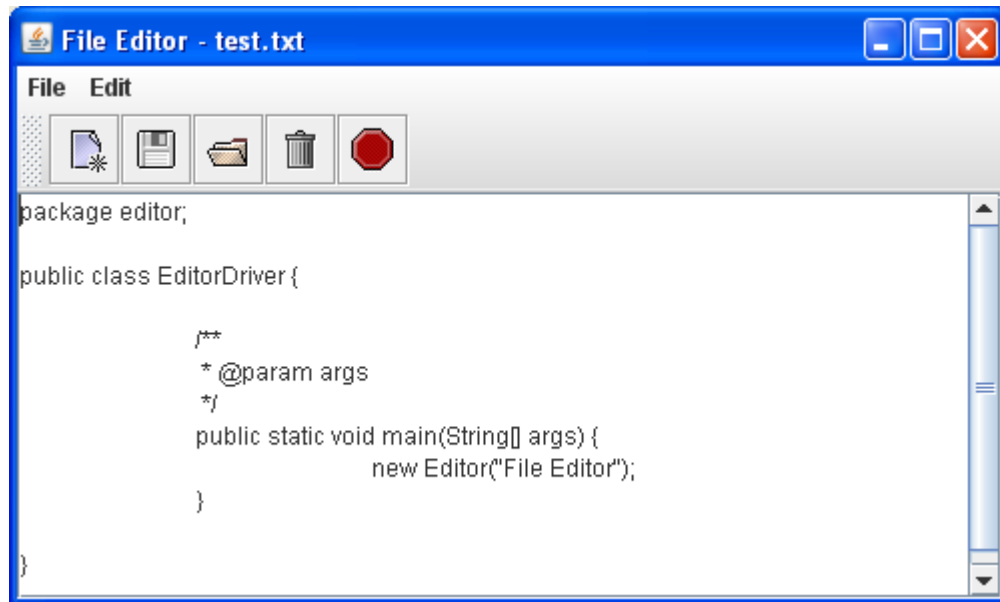 File Editor - test.txt
File Edit
package editor;
public class EditorDriver {
/**
* @param args
*/
public static void main(String[] args) {
new Editor("File Editor");
}
}